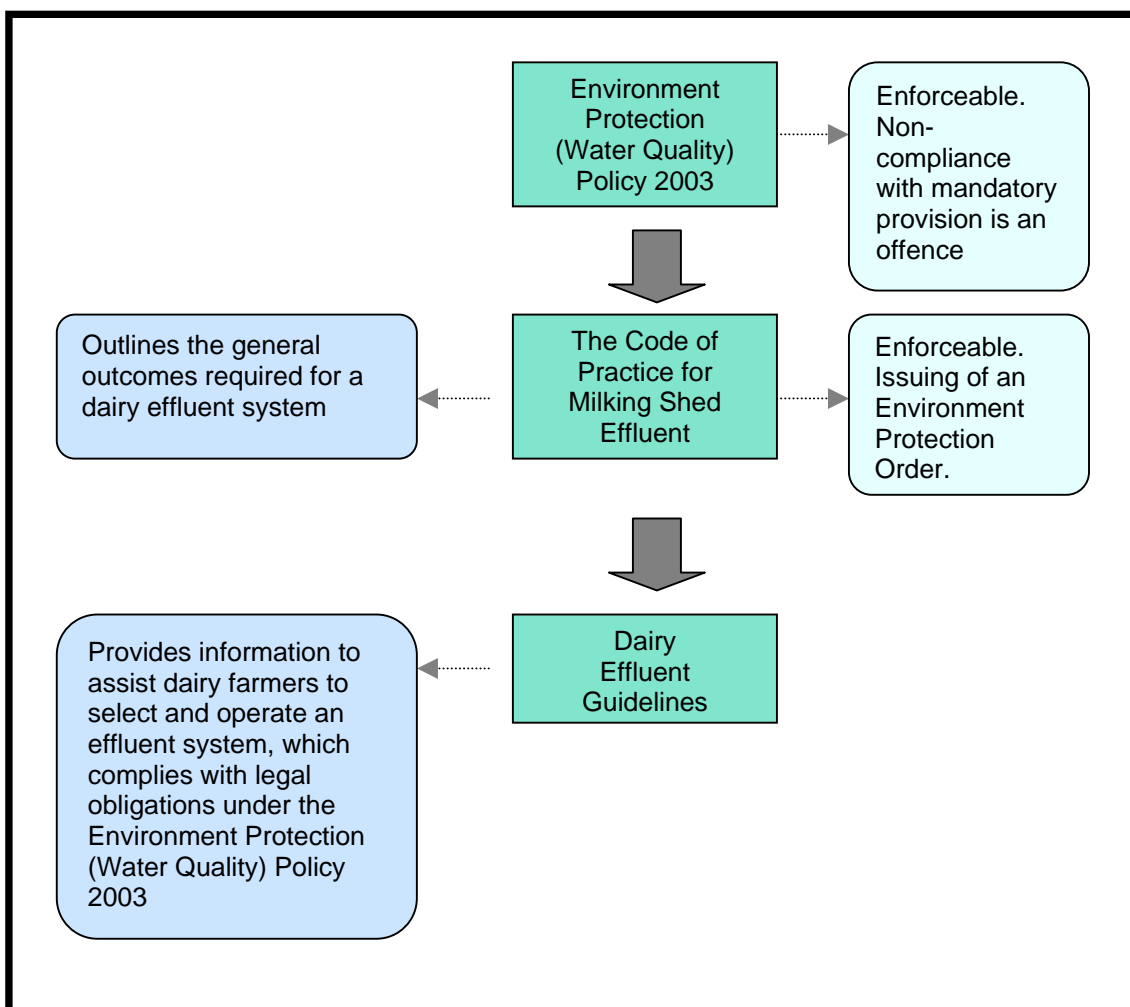 Environment
Protection
(Water Quality)
Policy 2003
Enforceable.
Non-
compliance
with mandatory
provision is an
offence
Outlines the general
outcomes required for a
dairy effluent system
The Code of
Practice for
Milking Shed
Effluent
Enforceable.
Issuing of an
Environment
Protection
Order.
Provides information to
assist dairy farmers to
select and operate an
effluent system, which
complies with legal
obligations under the
Environment Protection
(Water Quality) Policy
2003
Dairy
Effluent
Guidelines